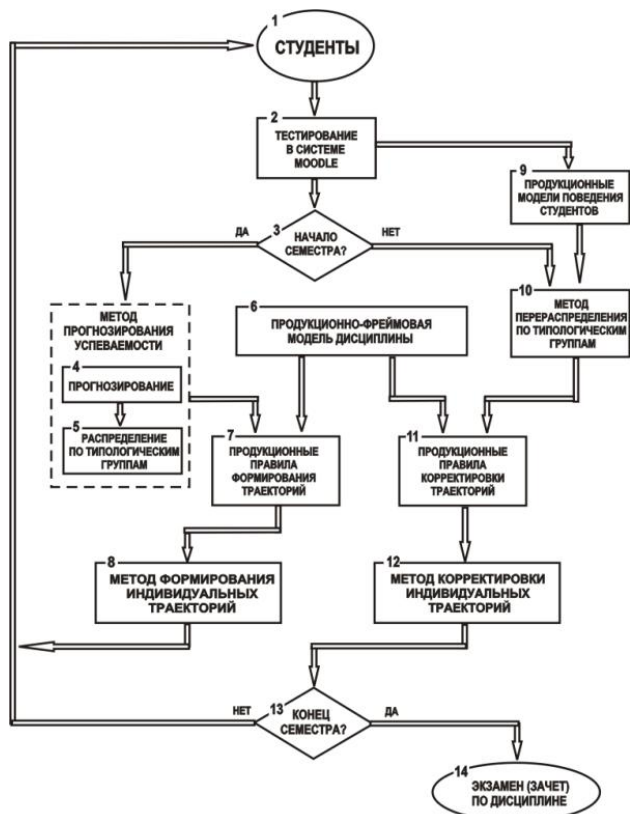 1
СТУДЕНТЫ
2
ТЕСТИРОВАНИЕ
В СИСТЕМЕ
MOODLE
9
ПРОДУКЦИОННЫЕ
МОДЕЛИ ПОВЕДЕНИЯ
СТУДЕНТОВ
ДА
3
НАЧАЛО
СЕМЕСТРА?
НЕТ
МЕТОД
ПРОГНОЗИРОВАНИЯ
УСПЕВАЕМОСТИ
4
ПРОГНОЗИРОВАНИЕ
5
РАСПРЕДЕЛЕНИЕ
ПО ТИПОЛОГИЧЕСКИМ
ГРУППАМ
6
ПРОДУКЦИОННО-ФРЕЙМОВАЯ
МОДЕЛЬ ДИСЦИПЛИНЫ
10
МЕТОД
ПЕРЕРАСПРЕДЕЛЕНИЯ
ПО ТИПОЛОГИЧЕСКИМ
ГРУППАМ
7
ПРОДУКЦИОННЫЕ
ПРАВИЛА
ФОРМИРОВАНИЯ
ТРАЕКТОРИЙ
11
ПРОДУКЦИОННЫЕ
ПРАВИЛА
КОРРЕКТИРОВКИ
ТРАЕКТОРИЙ
8
МЕТОД ФОРМИРОВАНИЯ
ИНДИВИДУАЛЬНЫХ
ТРАЕКТОРИЙ
12
МЕТОД КОРРЕКТИРОВКИ
ИНДИВИДУАЛЬНЫХ
ТРАЕКТОРИЙ
НЕТ
13
КОНЕЦ
СЕМЕСТРА?
ДА
14
ЭКЗАМЕН (ЗАЧЕТ)
ПО ДИСЦИПЛИНЕ